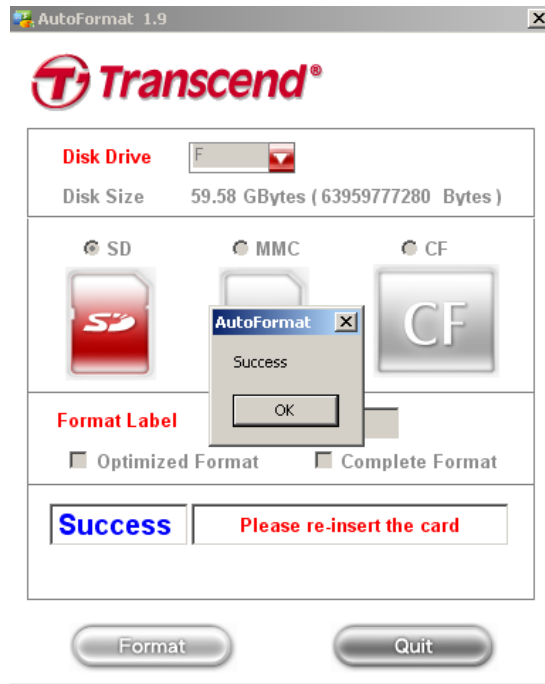 AutoFormat 1.9
Transcend®
Disk Drive F
Disk Size 59.58 GBytes ( 63959777280 Bytes )
SD MMC CF
SD CF
AutoFormat
Success
OK
Format Label
Optimized Format Complete Format
Success Please re-insert the card
Format Quit